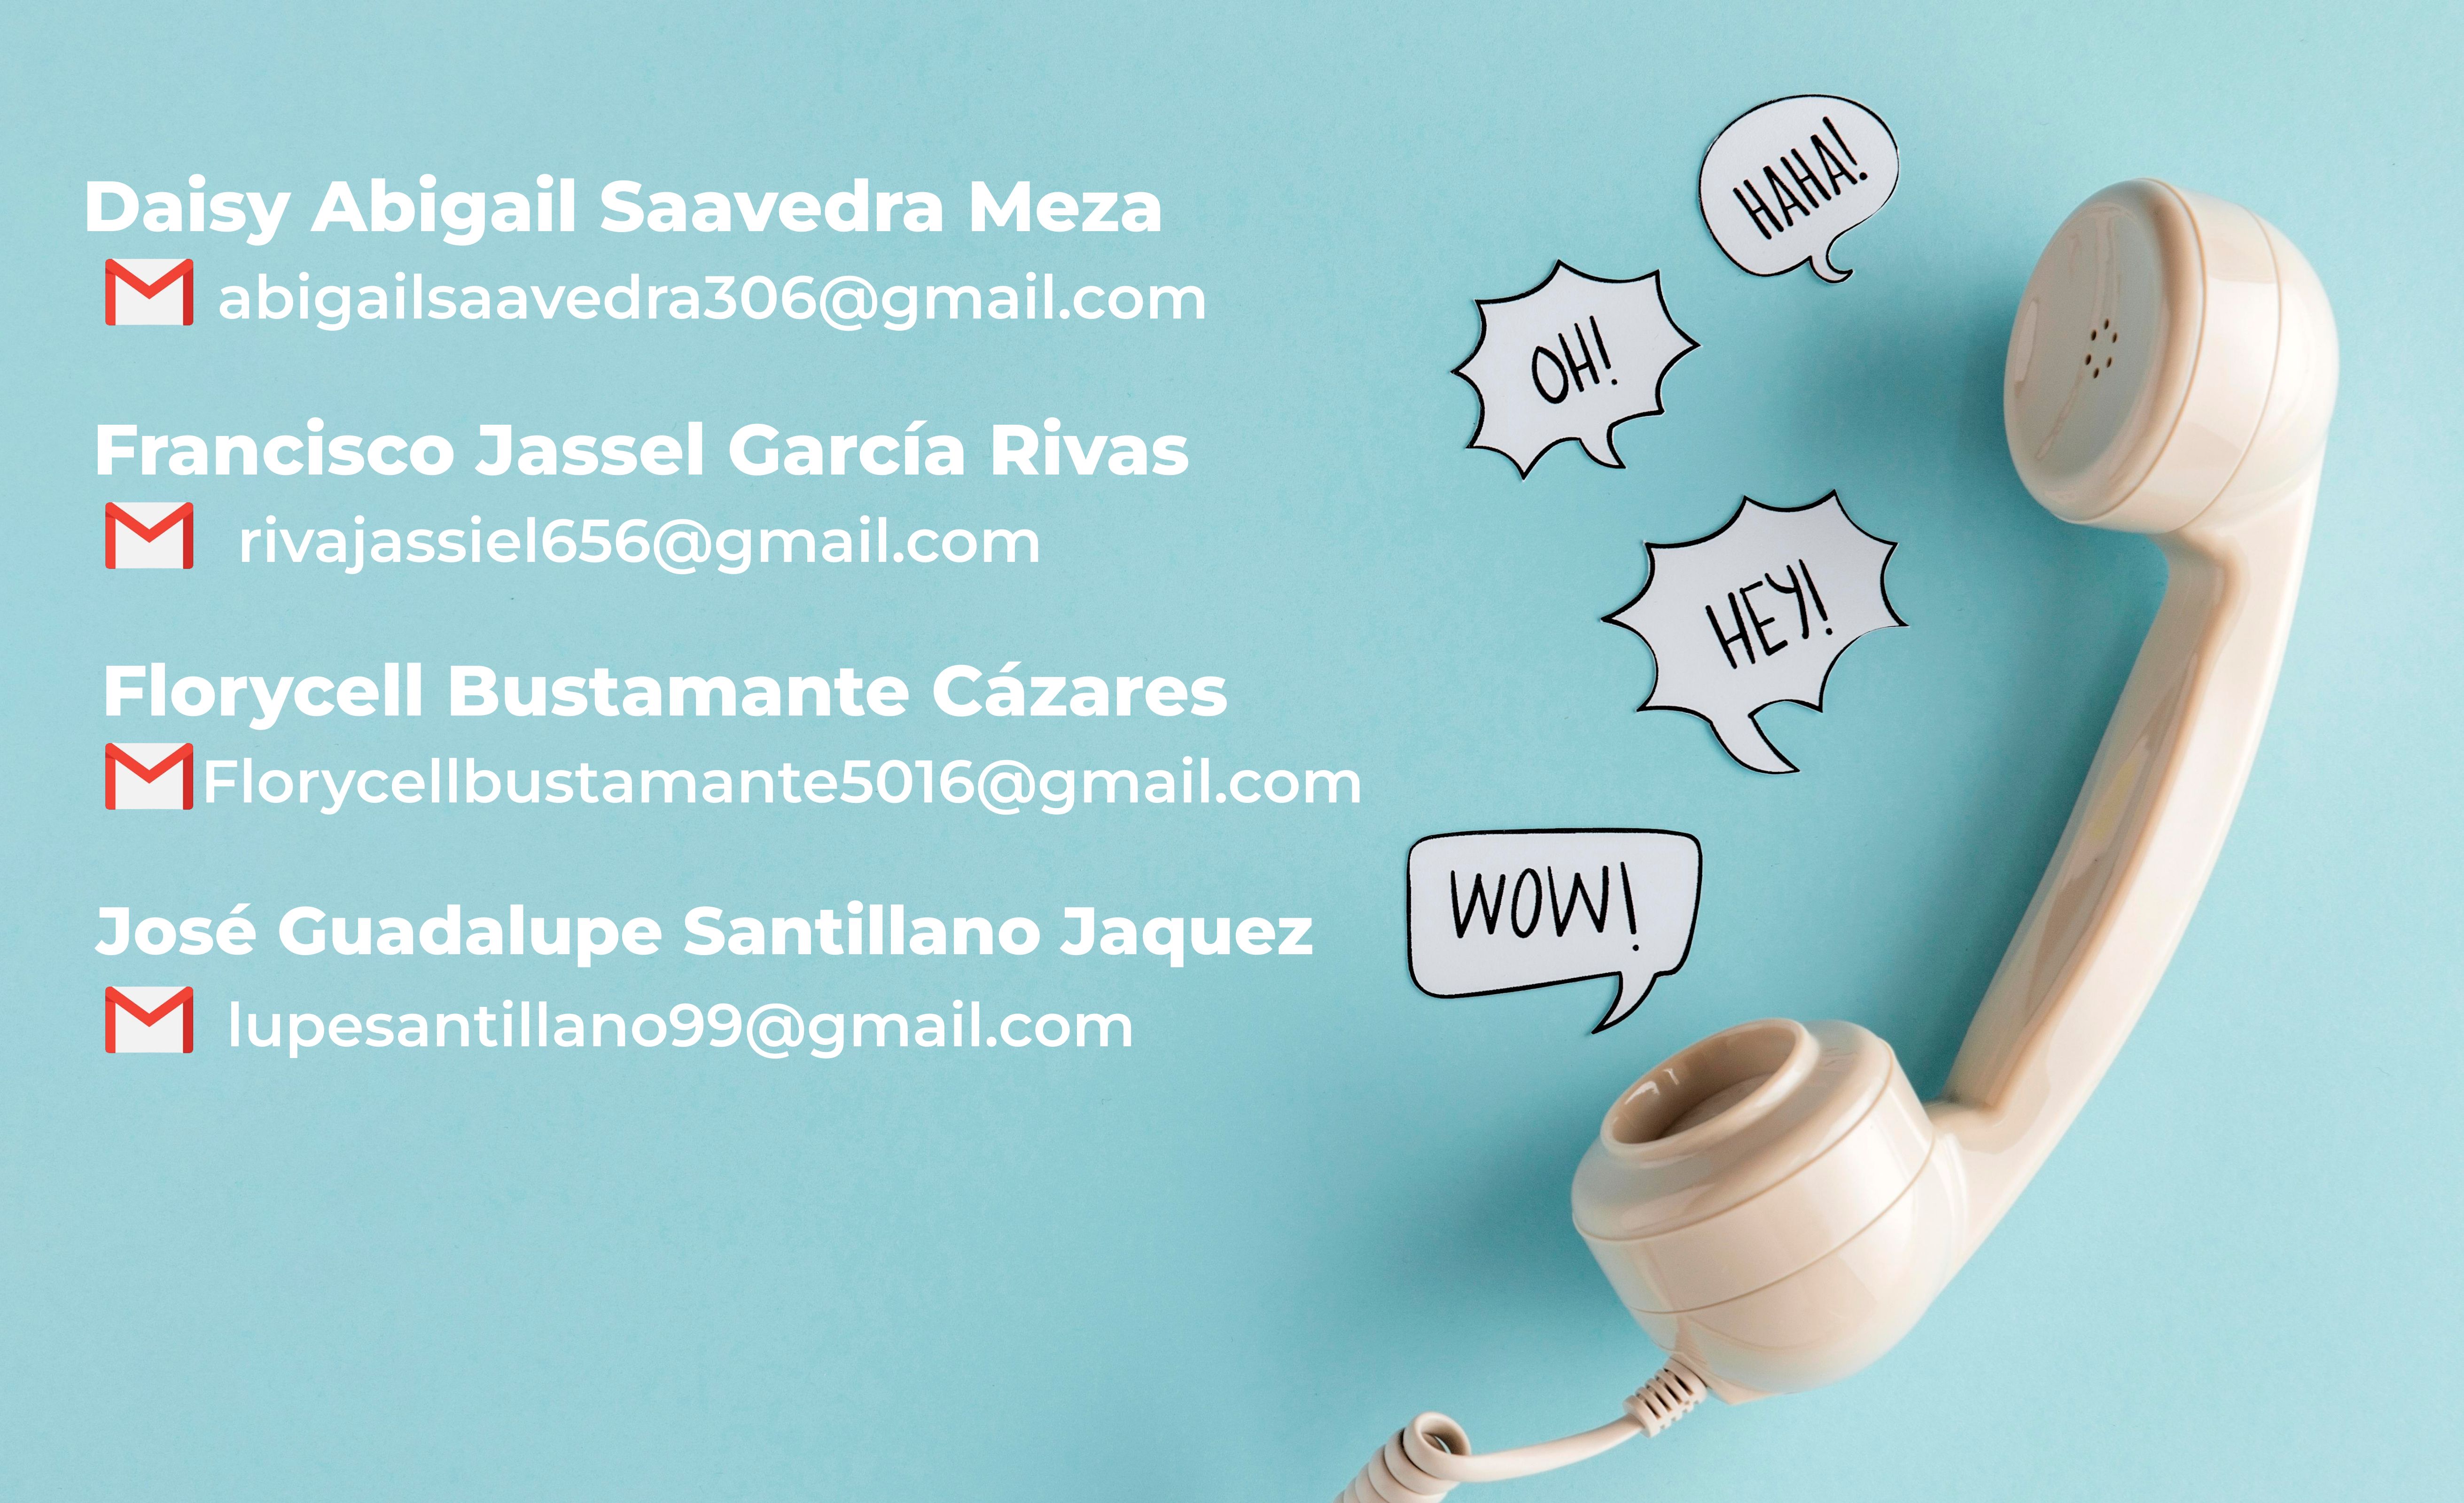 Daisy Abigail Saavedra Meza
abigailsaavedra306@gmail.com
Francisco Jassel García Rivas
rivajassiel656@gmail.com
Florycell Bustamante Cázares
Florycellbustamante5016@gmail.com
José Guadalupe Santillano Jaquez
lupesantillano99@gmail.com
HAHA!
OH!
HEY!
WOW!